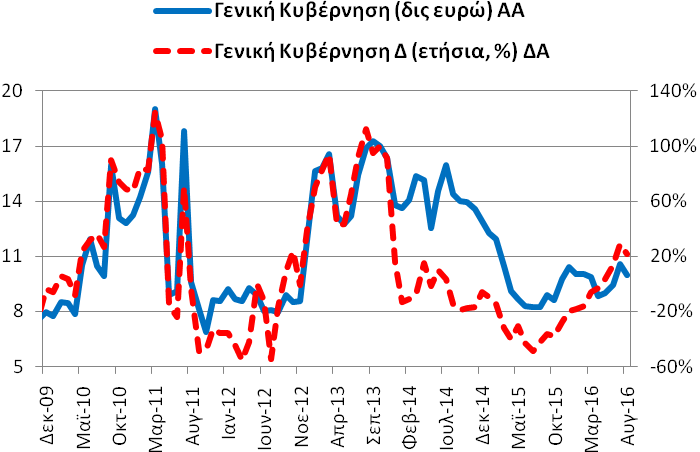 Γενική Κυβέρνηση (δις ευρώ) ΑΑ
Γενική Κυβέρνηση Δ (ετήσια, %) ΔΑ
20
17
14
11
8
5
140%
100%
60%
20%
-20%
-60%
Δεκ-09
Μαϊ-10
Οκτ-10
Μαρ-11
Αυγ-11
Ιαν-12
Ιουν-12
Νοε-12
Απρ-13
Σεπ-13
Φεβ-14
Ιουλ-14
Δεκ-14
Μαϊ-15
Οκτ-15
Μαρ-16
Αυγ-16